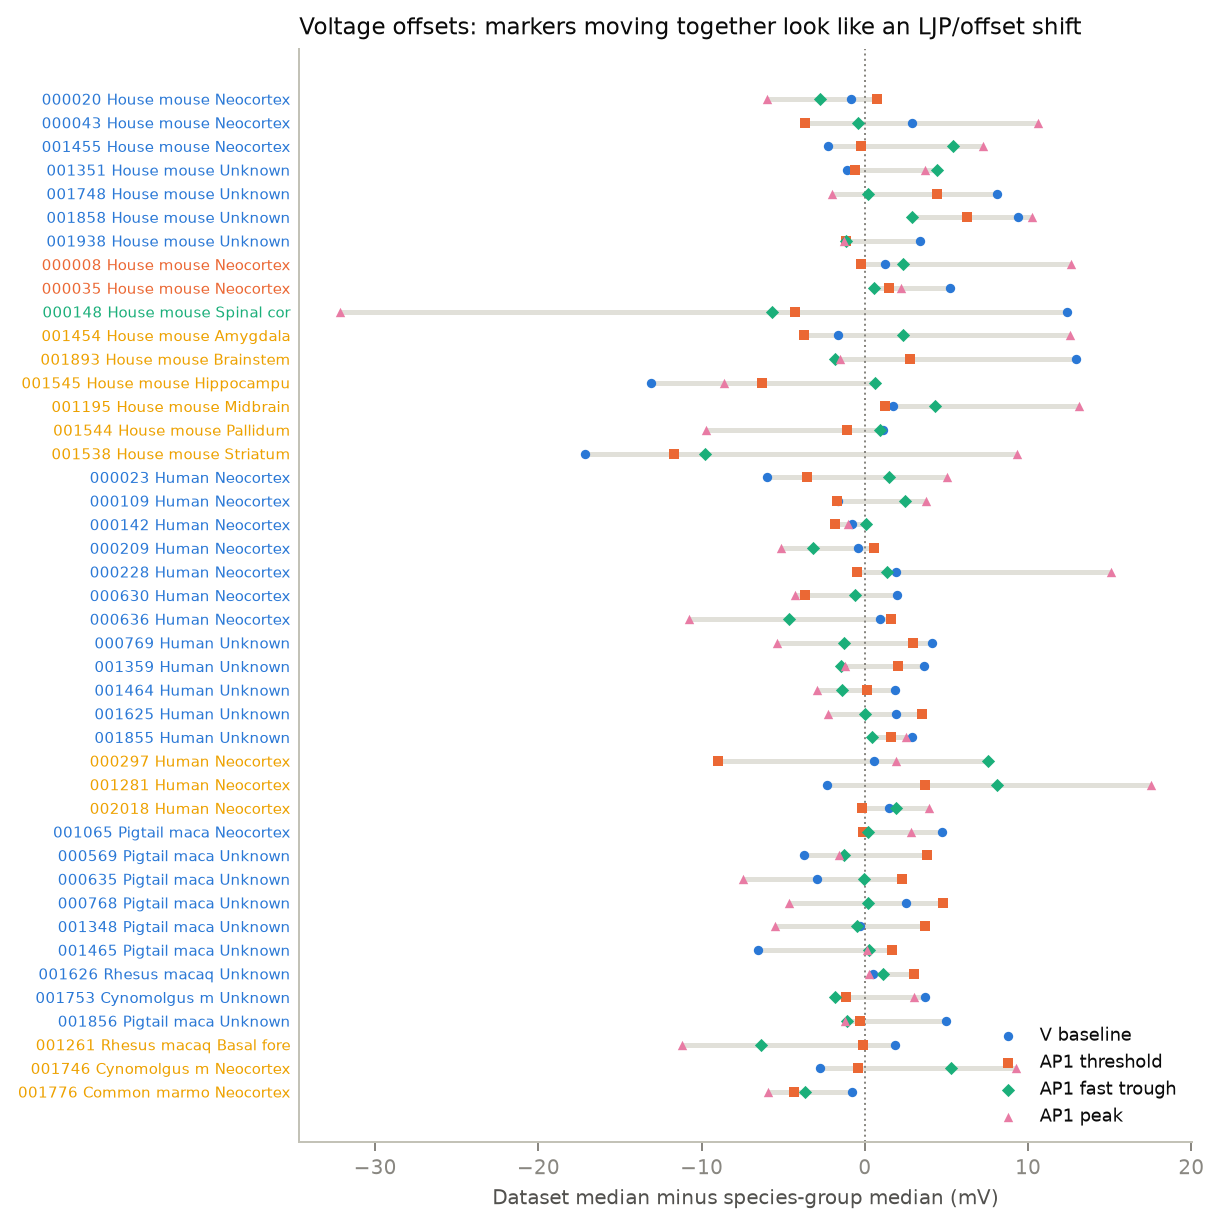 Voltage offsets: markers moving together look like an LJP/offset shift
000020 House mouse Neocortex
000043 House mouse Neocortex
001455 House mouse Neocortex
001351 House mouse Unknown
001748 House mouse Unknown
001858 House mouse Unknown
001938 House mouse Unknown
000008 House mouse Neocortex
000035 House mouse Neocortex
000148 House mouse Spinal cor
001454 House mouse Amygdala
001893 House mouse Brainstem
001545 House mouse Hippocampu
001195 House mouse Midbrain
001544 House mouse Pallidum
001538 House mouse Striatum
000023 Human Neocortex
000109 Human Neocortex
000142 Human Neocortex
000209 Human Neocortex
000228 Human Neocortex
000630 Human Neocortex
000636 Human Neocortex
000769 Human Unknown
001359 Human Unknown
001464 Human Unknown
001625 Human Unknown
001855 Human Unknown
000297 Human Neocortex
001281 Human Neocortex
002018 Human Neocortex
001065 Pigtail maca Neocortex
000569 Pigtail maca Unknown
000635 Pigtail maca Unknown
000768 Pigtail maca Unknown
001348 Pigtail maca Unknown
001465 Pigtail maca Unknown
001626 Rhesus macaq Unknown
001753 Cynomolgus m Unknown
001856 Pigtail maca Unknown
001261 Rhesus macaq Basal fore
001746 Cynomolgus m Neocortex
001776 Common marmo Neocortex
V baseline
AP1 threshold
AP1 fast trough
AP1 peak
−30 −20 −10 0 10 20
Dataset median minus species-group median (mV)